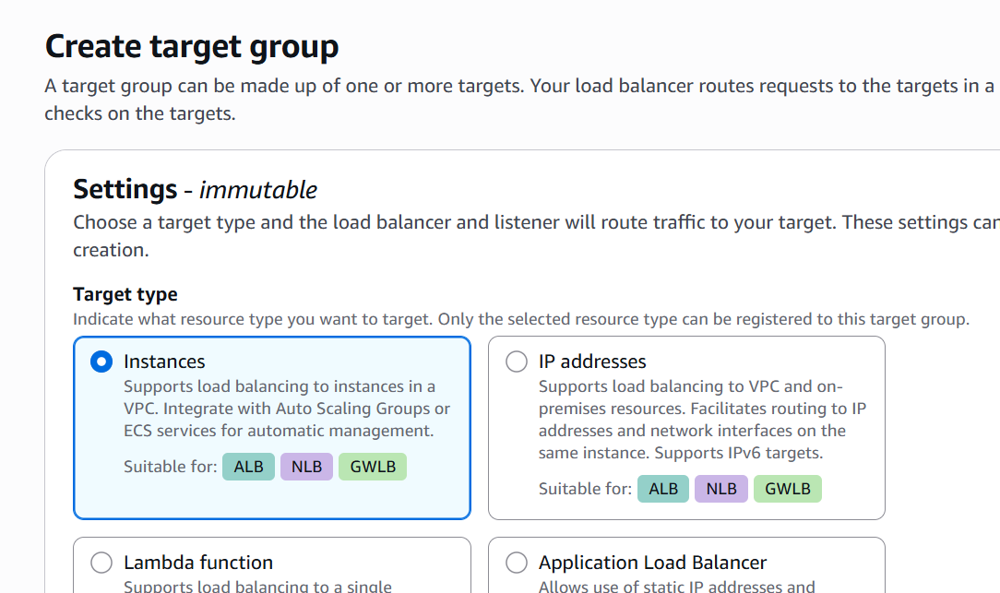 Create target group
A target group can be made up of one or more targets. Your load balancer routes requests to the targets in a
checks on the targets.
Settings - immutable
Choose a target type and the load balancer and listener will route traffic to your target. These settings can
creation.
Target type
Indicate what resource type you want to target. Only the selected resource type can be registered to this target group.
Instances
Supports load balancing to instances in a
VPC. Integrate with Auto Scaling Groups or
ECS services for automatic management.
Suitable for: ALB NLB GWLB
IP addresses
Supports load balancing to VPC and on-
premises resources. Facilitates routing to IP
addresses and network interfaces on the
same instance. Supports IPv6 targets.
Suitable for: ALB NLB GWLB
Lambda function
Supports load balancing to a single
Application Load Balancer
Allows use of static IP addresses and